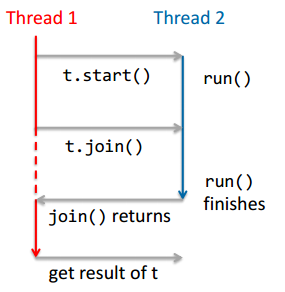 Thread 1
Thread 2
t.start()
run()
t.join()
run()
finishes
join() returns
get result of t